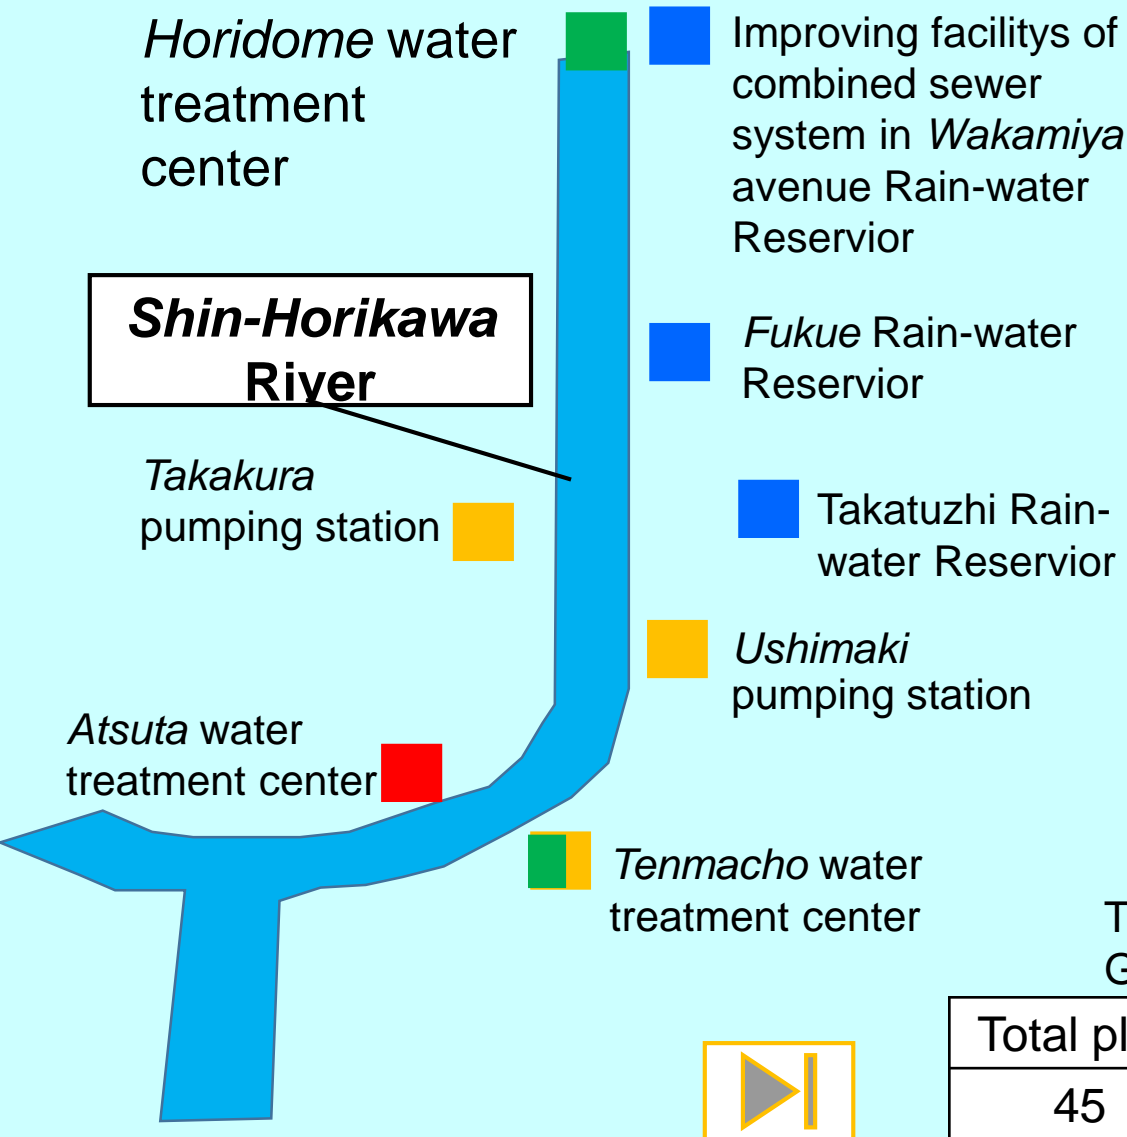 Horidome water
treatment
center
Improving facilitys of
combined sewer
system in Wakamiya
avenue Rain-water
Reservior
Shin-Horikawa
River
Fukue Rain-water
Reservior
Takakura
pumping station
Takatuzhi Rain-
water Reservior
Ushimaki
pumping station
Atsuta water
treatment center
Tenmacho water
treatment center
Total
45